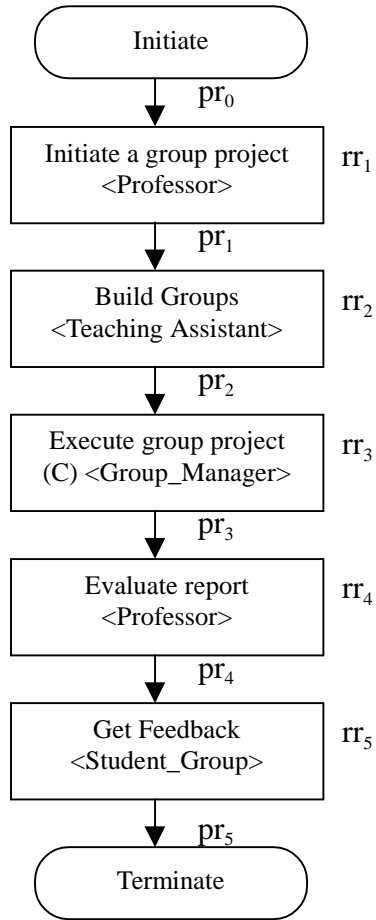 Initiate
pr₀
Initiate a group project
<Professor>
rr₁
pr₁
Build Groups
<Teaching Assistant>
rr₂
pr₂
Execute group project
(C) <Group_Manager>
rr₃
pr₃
Evaluate report
<Professor>
rr₄
pr₄
Get Feedback
<Student_Group>
rr₅
pr₅
Terminate